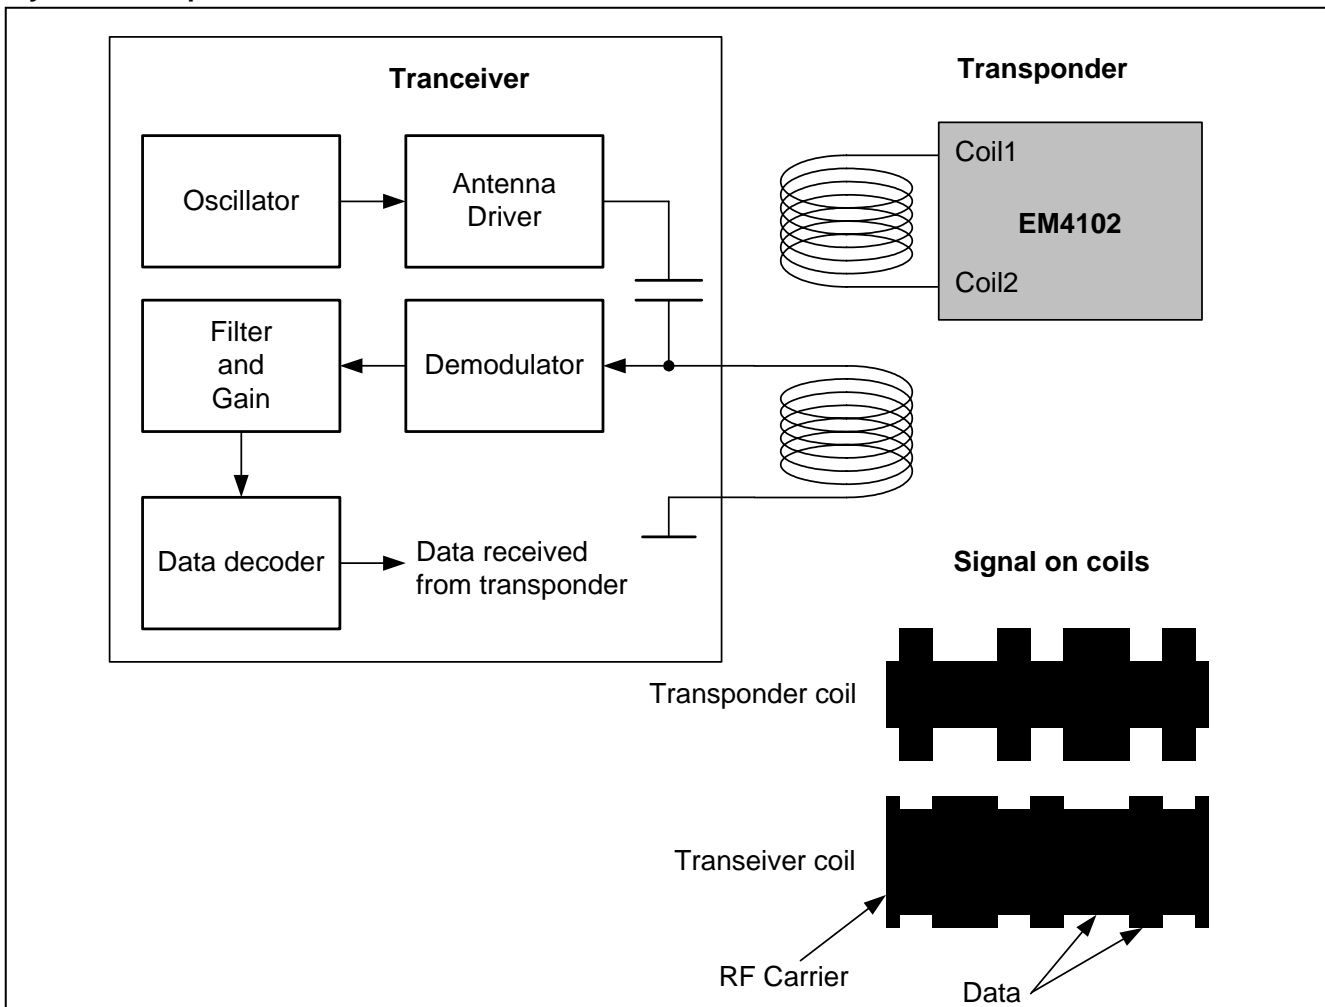 Tranceiver
Transponder
Oscillator
Antenna
Driver
Coil1
EM4102
Coil2
Filter
and
Gain
Demodulator
Data decoder
Data received
from transponder
Signal on coils
Transponder coil
Transeiver coil
RF Carrier
Data